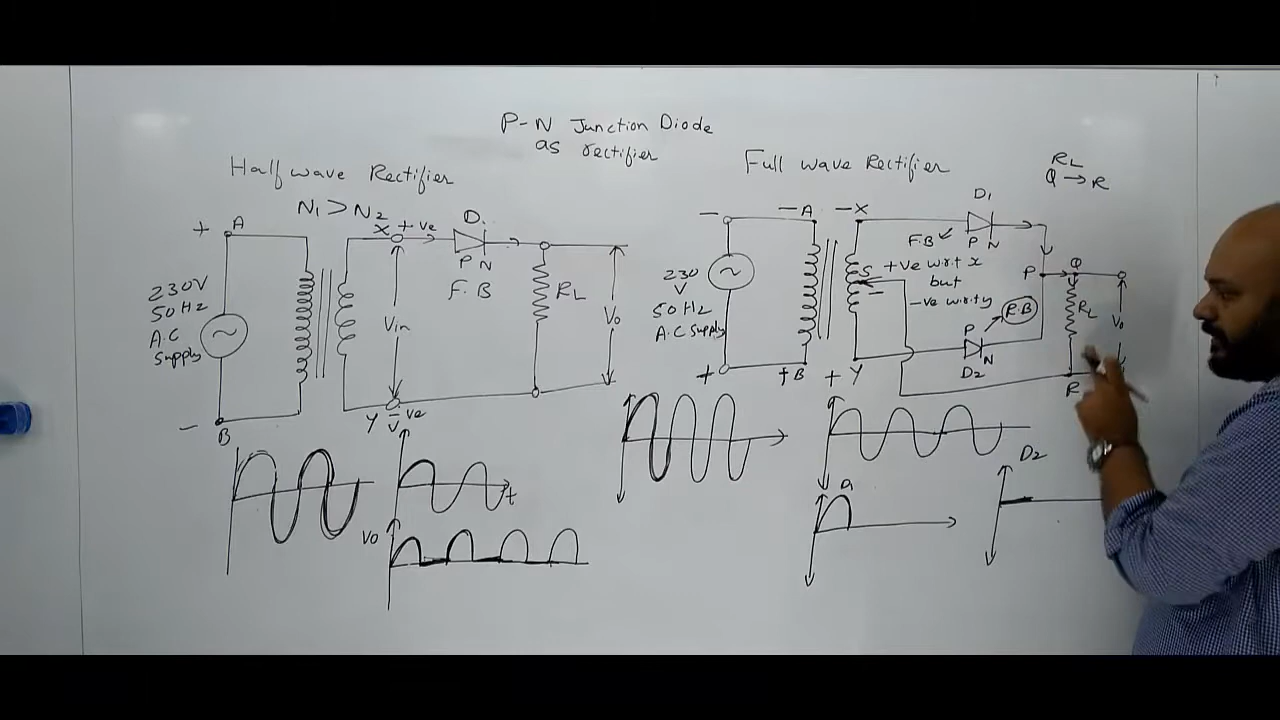 P-N Junction Diode
as rectifier
Half wave Rectifier
N1 > N2
+ A
X +ve
D1
P N
F.B
230V
50 Hz
A.C
Supply
Vin
RL
Vo
- B
Y -ve
V
t
Vo
Full wave Rectifier
RL
Q → R
- -A -X
D1
P N
F.B
230
V
50 Hz
A.C Supply
S
+ve w.r.t x
but
-ve w.r.t y
-
P Q
RL
Vo
R.B
P N
D2
+ +B + Y
R
D1
D2